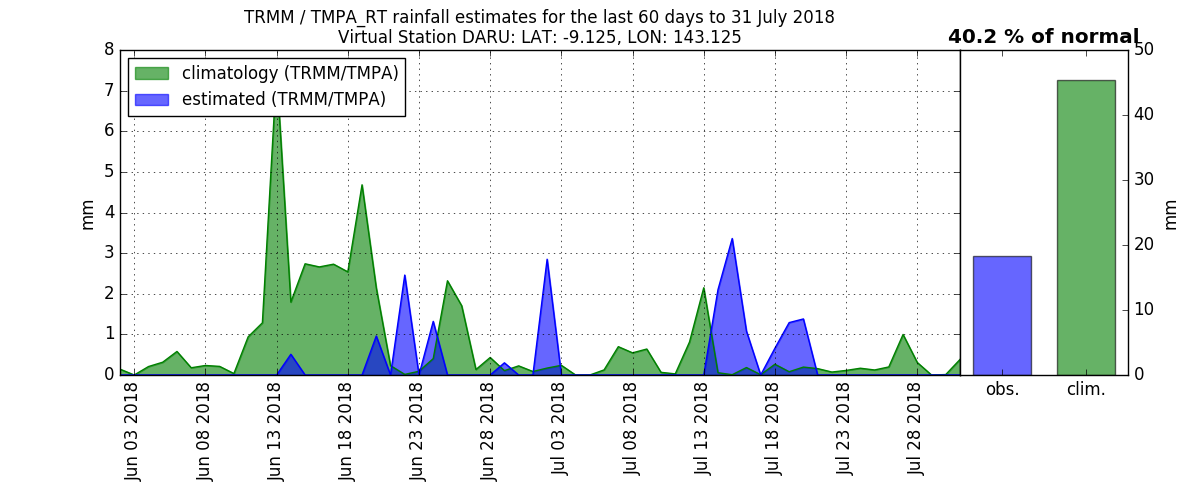 TRMM / TMPA_RT rainfall estimates for the last 60 days to 31 July 2018
Virtual Station DARU: LAT: -9.125, LON: 143.125
40.2 % of normal
climatology (TRMM/TMPA)
estimated (TRMM/TMPA)
8
7
6
5
4
3
2
1
0
mm
Jun 03 2018
Jun 08 2018
Jun 13 2018
Jun 18 2018
Jun 23 2018
Jun 28 2018
Jul 03 2018
Jul 08 2018
Jul 13 2018
Jul 18 2018
Jul 23 2018
Jul 28 2018
obs.
clim.
50
40
30
20
10
0
mm